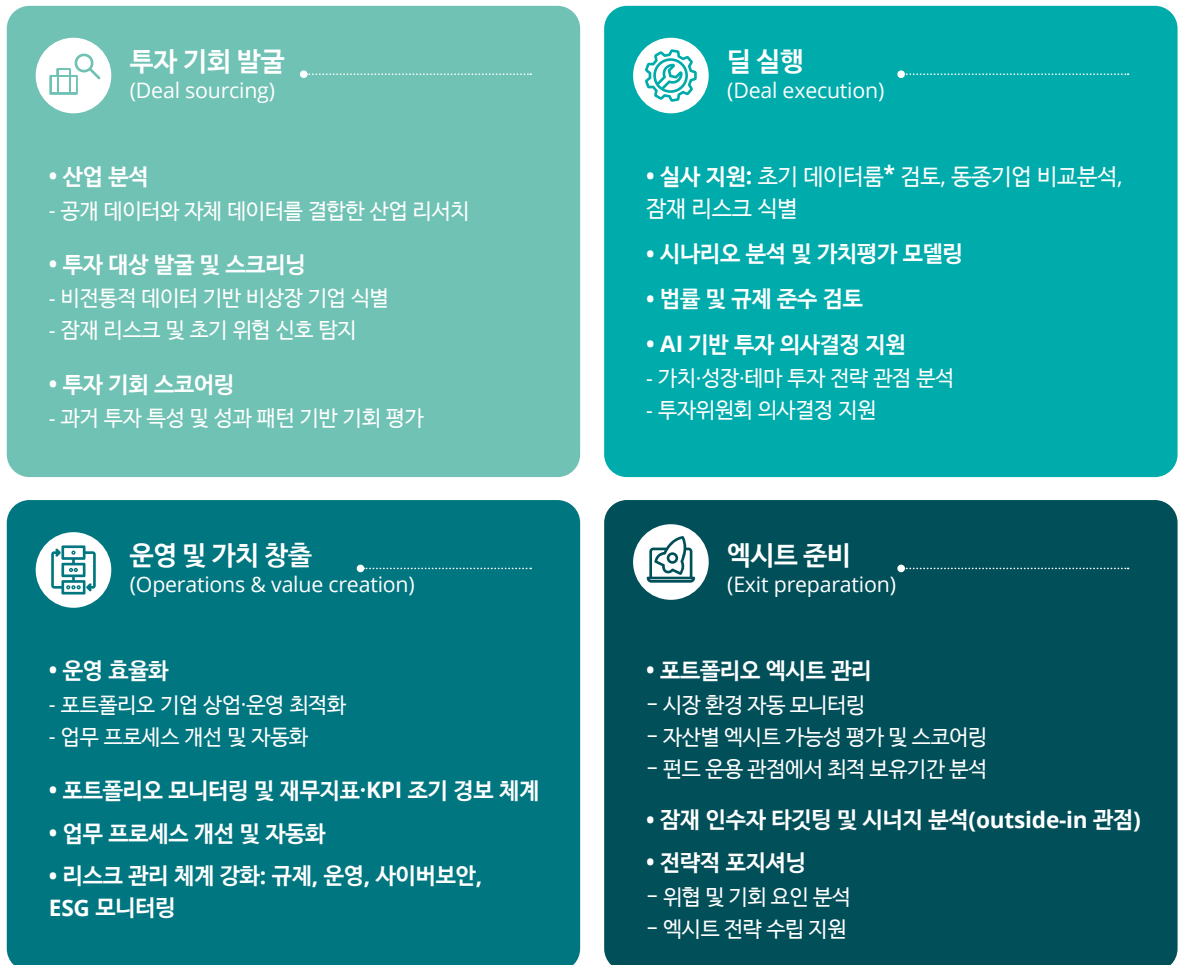 투자 기회 발굴
(Deal sourcing)
• 산업 분석
- 공개 데이터와 자체 데이터를 결합한 산업 리서치
• 투자 대상 발굴 및 스크리닝
- 비전통적 데이터 기반 비상장 기업 식별
- 잠재 리스크 및 초기 위험 신호 탐지
• 투자 기회 스코어링
- 과거 투자 특성 및 성과 패턴 기반 기회 평가
딜 실행
(Deal execution)
• 실사 지원: 초기 데이터룸* 검토, 동종기업 비교분석,
잠재 리스크 식별
• 시나리오 분석 및 가치평가 모델링
• 법률 및 규제 준수 검토
• AI 기반 투자 의사결정 지원
- 가치·성장·테마 투자 전략 관점 분석
- 투자위원회 의사결정 지원
운영 및 가치 창출
(Operations & value creation)
• 운영 효율화
- 포트폴리오 기업 상업·운영 최적화
- 업무 프로세스 개선 및 자동화
• 포트폴리오 모니터링 및 재무지표·KPI 조기 경보 체계
• 업무 프로세스 개선 및 자동화
• 리스크 관리 체계 강화: 규제, 운영, 사이버보안,
ESG 모니터링
엑시트 준비
(Exit preparation)
• 포트폴리오 엑시트 관리
– 시장 환경 자동 모니터링
– 자산별 엑시트 가능성 평가 및 스코어링
– 펀드 운용 관점에서 최적 보유기간 분석
• 잠재 인수자 타깃팅 및 시너지 분석(outside-in 관점)
• 전략적 포지셔닝
– 위협 및 기회 요인 분석
– 엑시트 전략 수립 지원